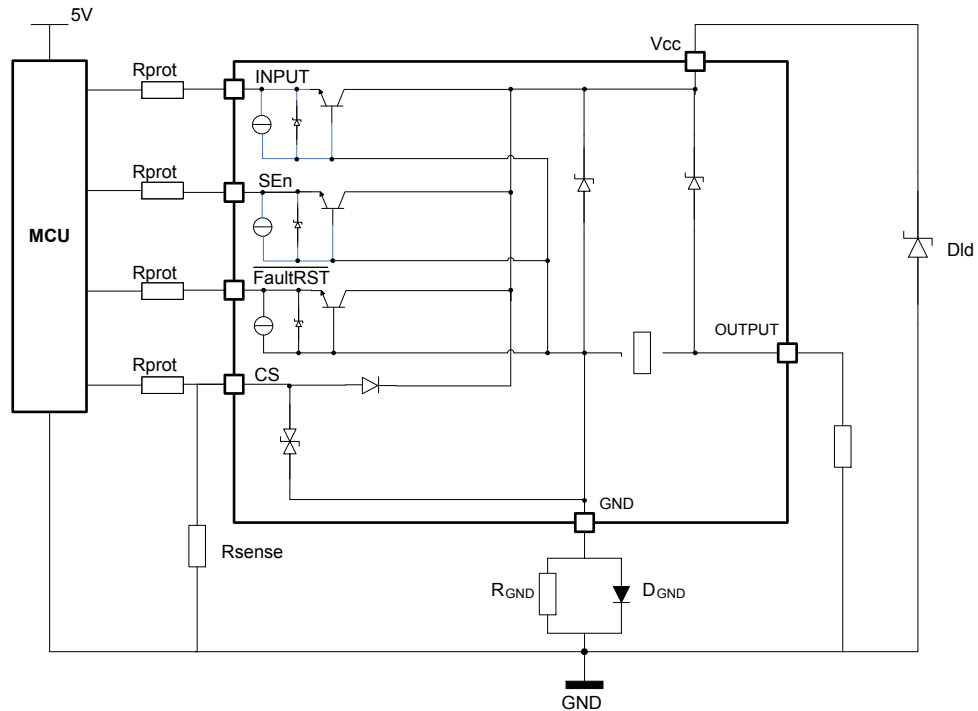 5V
Vcc
Rprot
INPUT
Rprot
SEn
MCU
Dld
Rprot
FaultRST
OUTPUT
Rprot
CS
GND
Rsense
RGND
DGND
GND